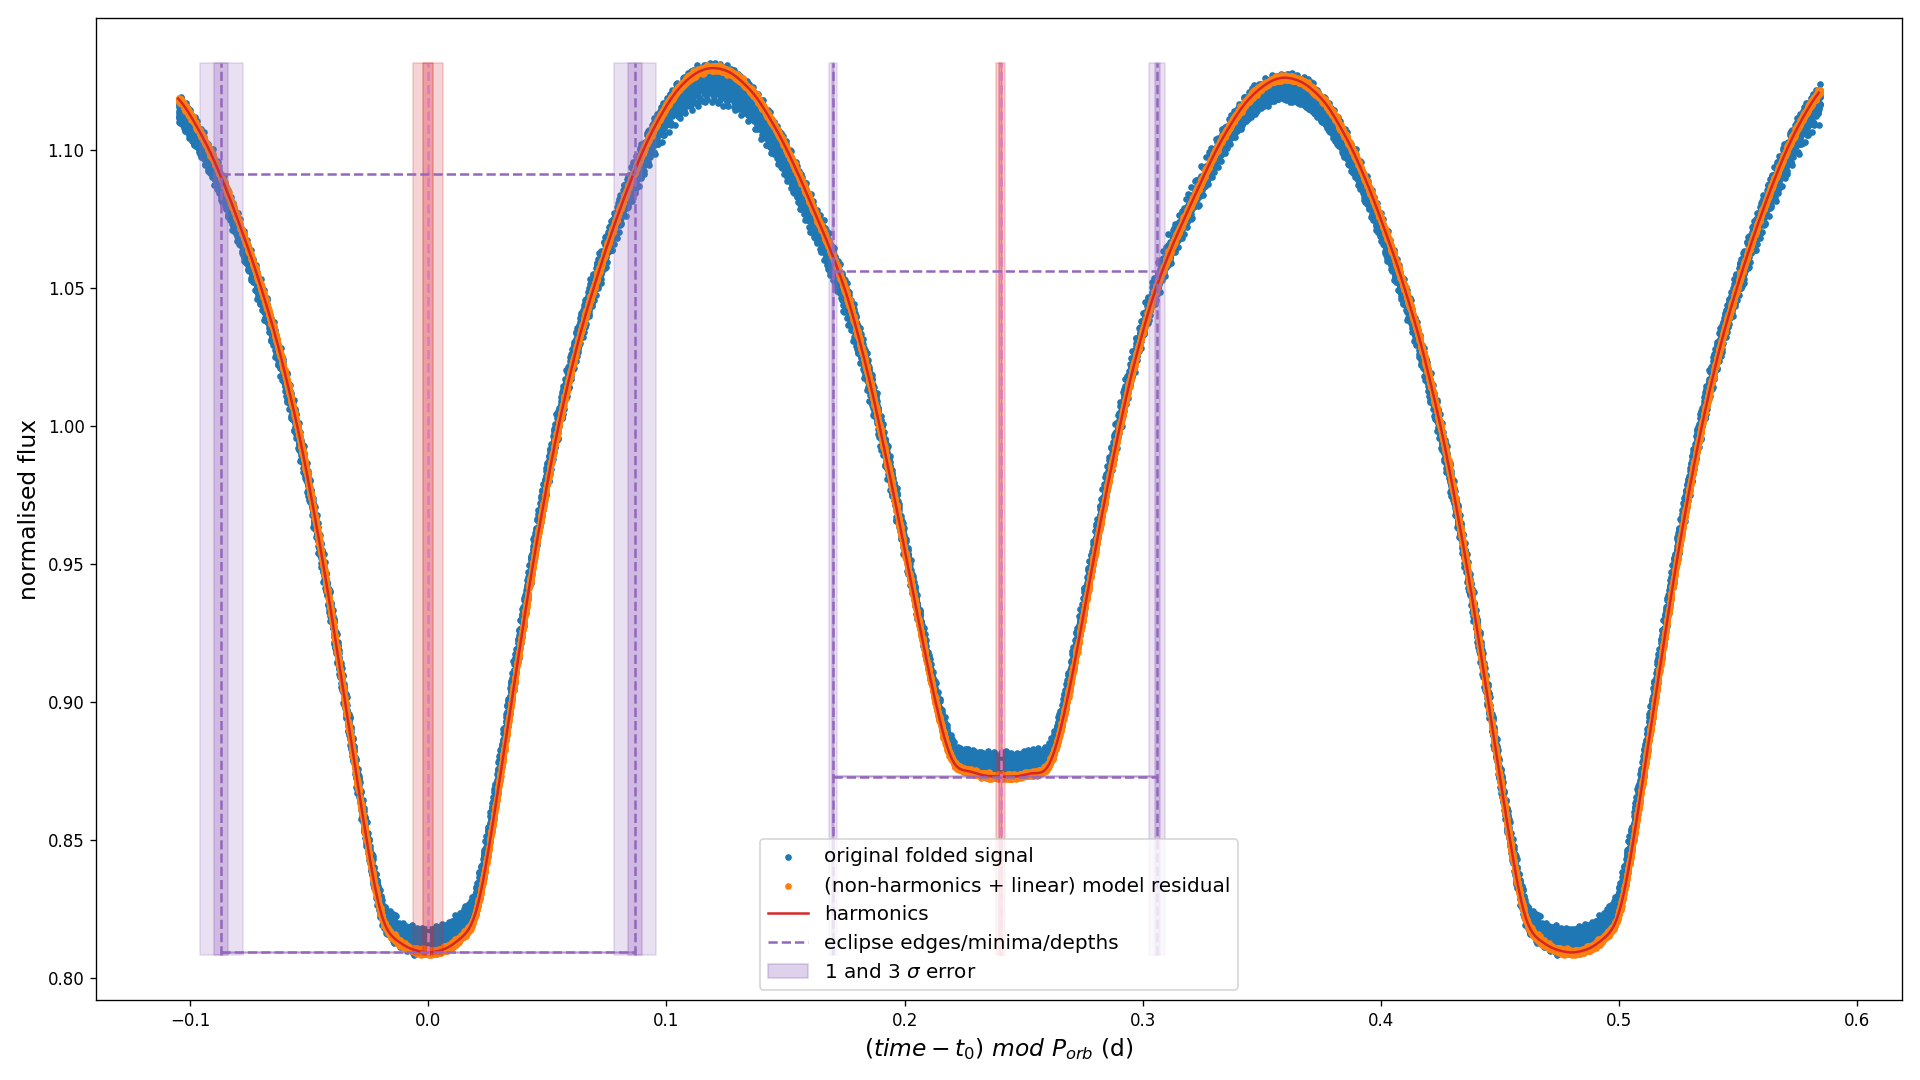 normalised flux
1.10
1.05
1.00
0.95
0.90
0.85
0.80
original folded signal
(non-harmonics + linear) model residual
harmonics
eclipse edges/minima/depths
1 and 3 σ error
−0.1
0.0
0.1
0.2
0.3
0.4
0.5
0.6
(time − t₀) mod P_orb (d)